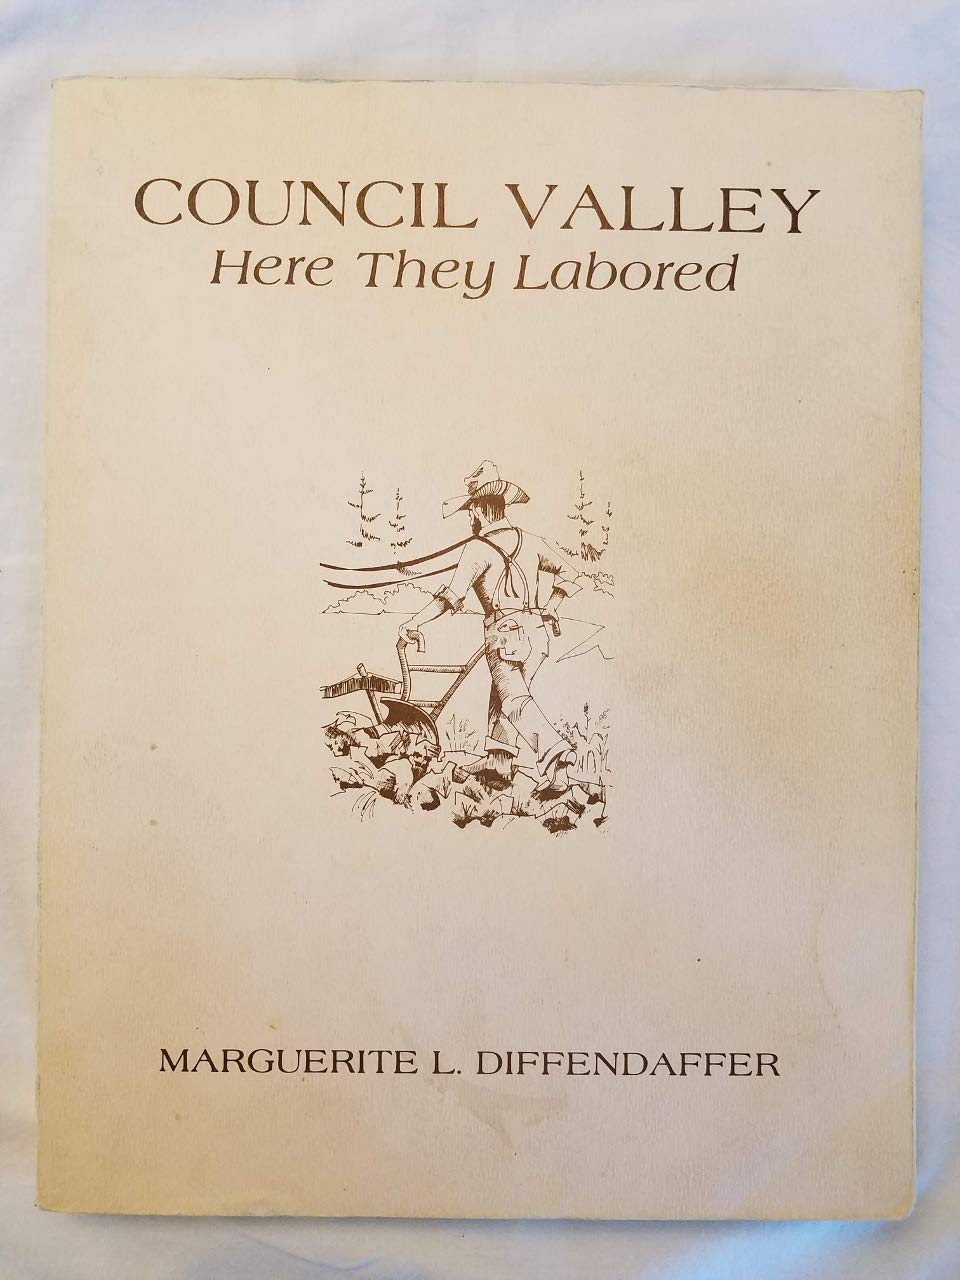 COUNCIL VALLEY
Here They Labored
MARGUERITE L. DIFFENDAFFER